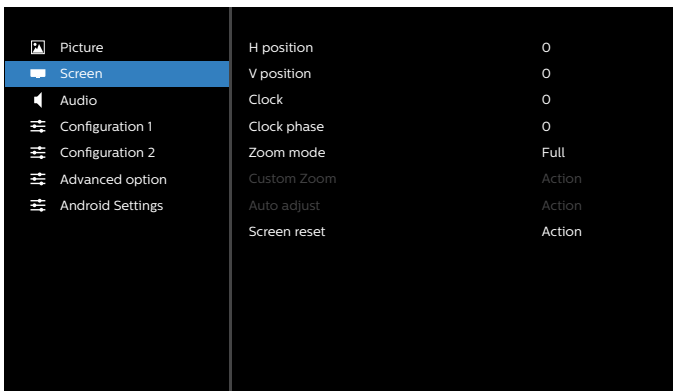 Picture
Screen
Audio
Configuration 1
Configuration 2
Advanced option
Android Settings
H position 0
V position 0
Clock 0
Clock phase 0
Zoom mode Full
Custom Zoom Action
Auto adjust Action
Screen reset Action